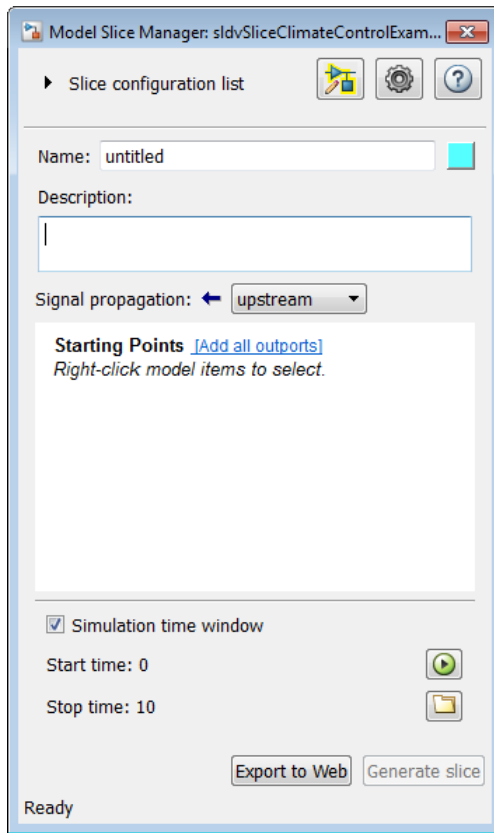 Model Slice Manager: sldvSliceClimateControlExam...
Slice configuration list
Name: untitled
Description:
Signal propagation: upstream
Starting Points [Add all outports]
Right-click model items to select.
Simulation time window
Start time: 0
Stop time: 10
Export to Web Generate slice
Ready